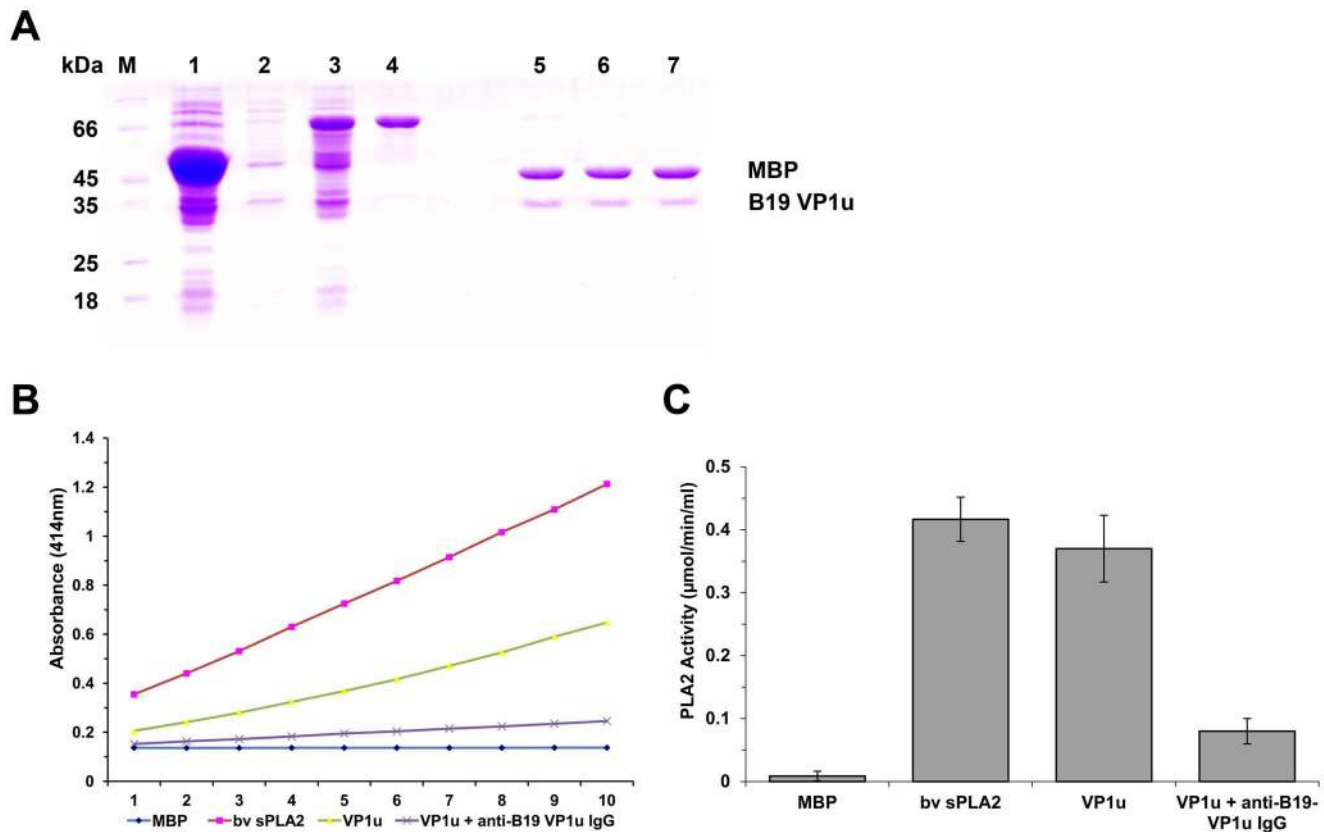 A
kDa M 1 2 3 4 5 6 7
66
45
35
25
18
MBP
B19 VP1u
B
Absorbance (414nm)
1.4
1.2
1
0.8
0.6
0.4
0.2
0
1 2 3 4 5 6 7 8 9 10
MBP bv sPLA2 VP1u VP1u + anti-B19 VP1u IgG
C
PLA2 Activity (µmol/min/ml)
0.5
0.4
0.3
0.2
0.1
0
MBP bv sPLA2 VP1u VP1u + anti-B19-
VP1u IgG